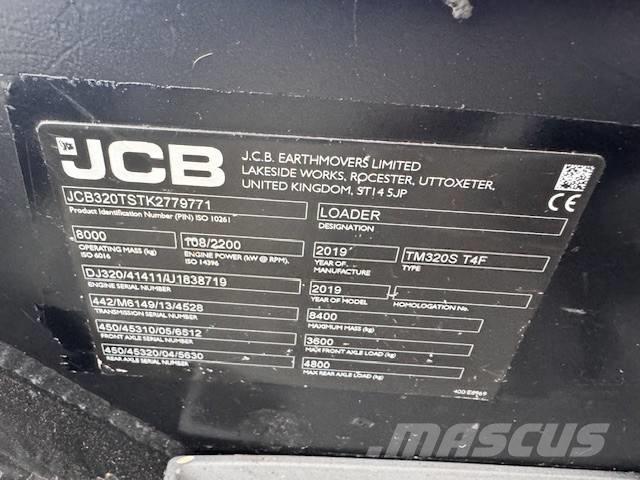 JCB
J.C.B. EARTHMOVERS LIMITED
LAKESIDE WORKS, ROCESTER, UTTOXETER,
UNITED KINGDOM, ST14 5JP
CE
JCB320TSTK2779771
Product Identification Number (PIN) ISO 10261
LOADER
DESIGNATION
8000
OPERATING MASS (kg)
ISO 6016
108/2200
ENGINE POWER (kW @ RPM),
ISO 14396
2019
YEAR OF
MANUFACTURE
TM320S T4F
TYPE
DJ320/41411/U1838719
ENGINE SERIAL NUMBER
2019
YEAR OF MODEL
HOMOLOGATION No.
442/M6149/13/4528
TRANSMISSION SERIAL NUMBER
8400
MAXIMUM MASS (kg)
450/45310/05/6512
FRONT AXLE SERIAL NUMBER
3600
MAX FRONT AXLE LOAD (kg)
450/45320/04/5630
REAR AXLE SERIAL NUMBER
4800
MAX REAR AXLE LOAD (kg)
MASCUS